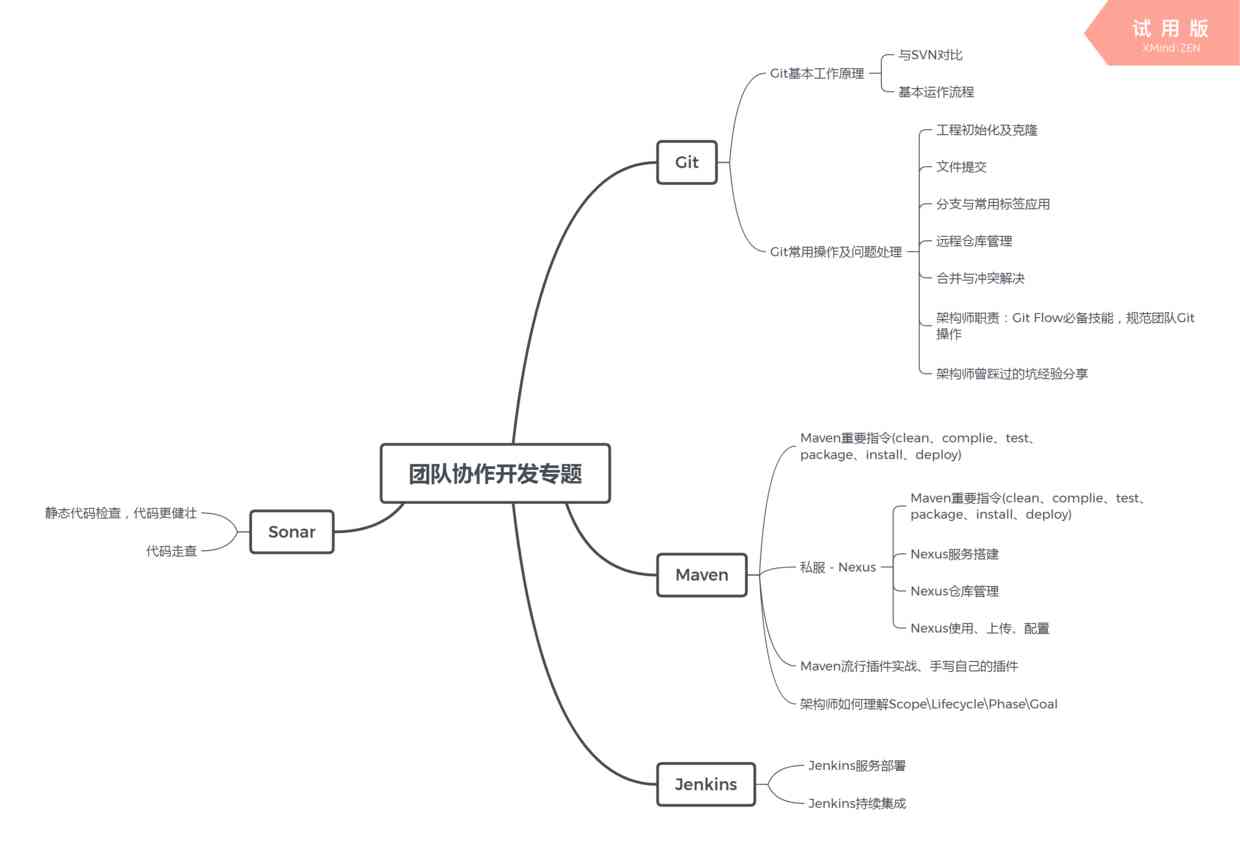 试用版
XMind:ZEN
与SVN对比
Git基本工作原理
基本运作流程
工程初始化及克隆
Git
文件提交
分支与常用标签应用
远程仓库管理
Git常用操作及问题处理
合并与冲突解决
架构师职责：Git Flow必备技能，规范团队Git
操作
架构师曾踩过的坑经验分享
团队协作开发专题
Maven重要指令(clean、complie、test、
package、install、deploy)
Maven重要指令(clean、complie、test、
package、install、deploy)
Nexus服务搭建
私服 - Nexus
Maven
Nexus仓库管理
Nexus使用、上传、配置
Maven流行插件实战、手写自己的插件
架构师如何理解Scope\Lifecycle\Phase\Goal
Jenkins服务部署
Jenkins
Jenkins持续集成
静态代码检查，代码更健壮
Sonar
代码走查